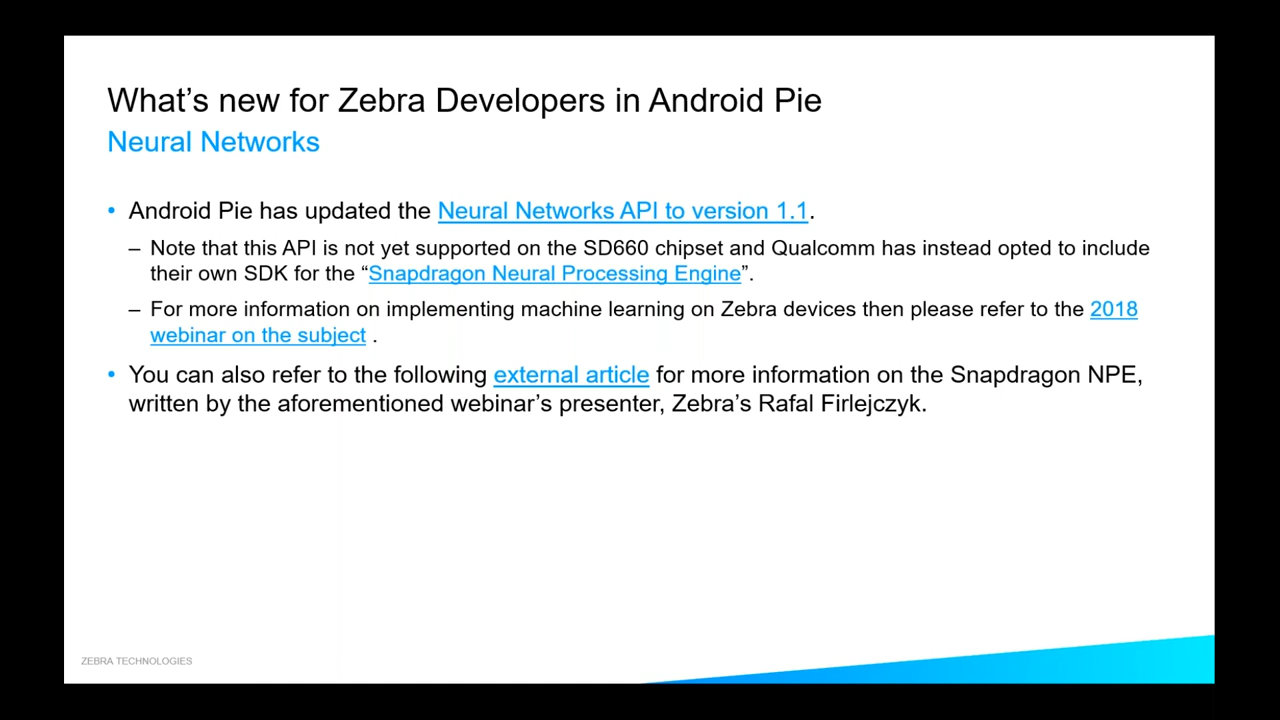 What's new for Zebra Developers in Android Pie
Neural Networks
• Android Pie has updated the Neural Networks API to version 1.1.
– Note that this API is not yet supported on the SD660 chipset and Qualcomm has instead opted to include
their own SDK for the “Snapdragon Neural Processing Engine”.
– For more information on implementing machine learning on Zebra devices then please refer to the 2018
webinar on the subject .
• You can also refer to the following external article for more information on the Snapdragon NPE,
written by the aforementioned webinar's presenter, Zebra's Rafal Firlejczyk.
ZEBRA TECHNOLOGIES